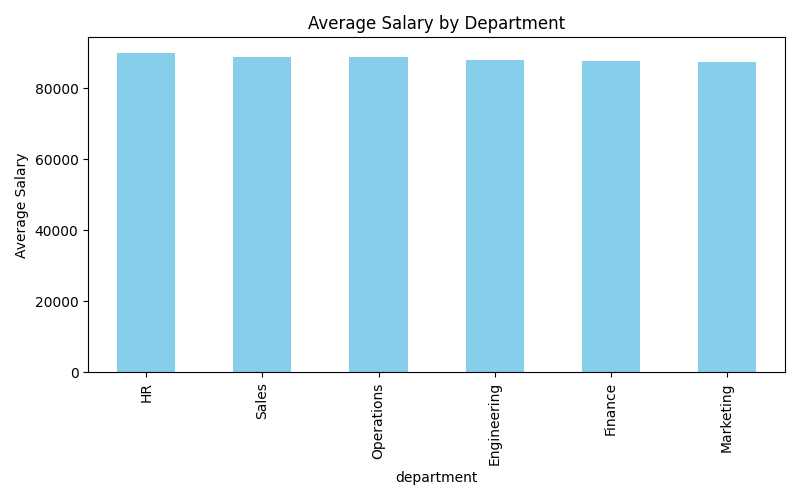 Average Salary by Department
Average Salary
80000
60000
40000
20000
0
HR
Sales
Operations
Engineering
Finance
Marketing
department